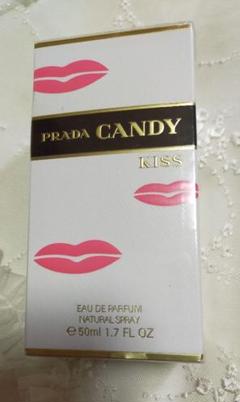 PRADA CANDY
KISS
EAU DE PARFUM
NATURAL SPRAY
℮50ml 1.7 FL OZ